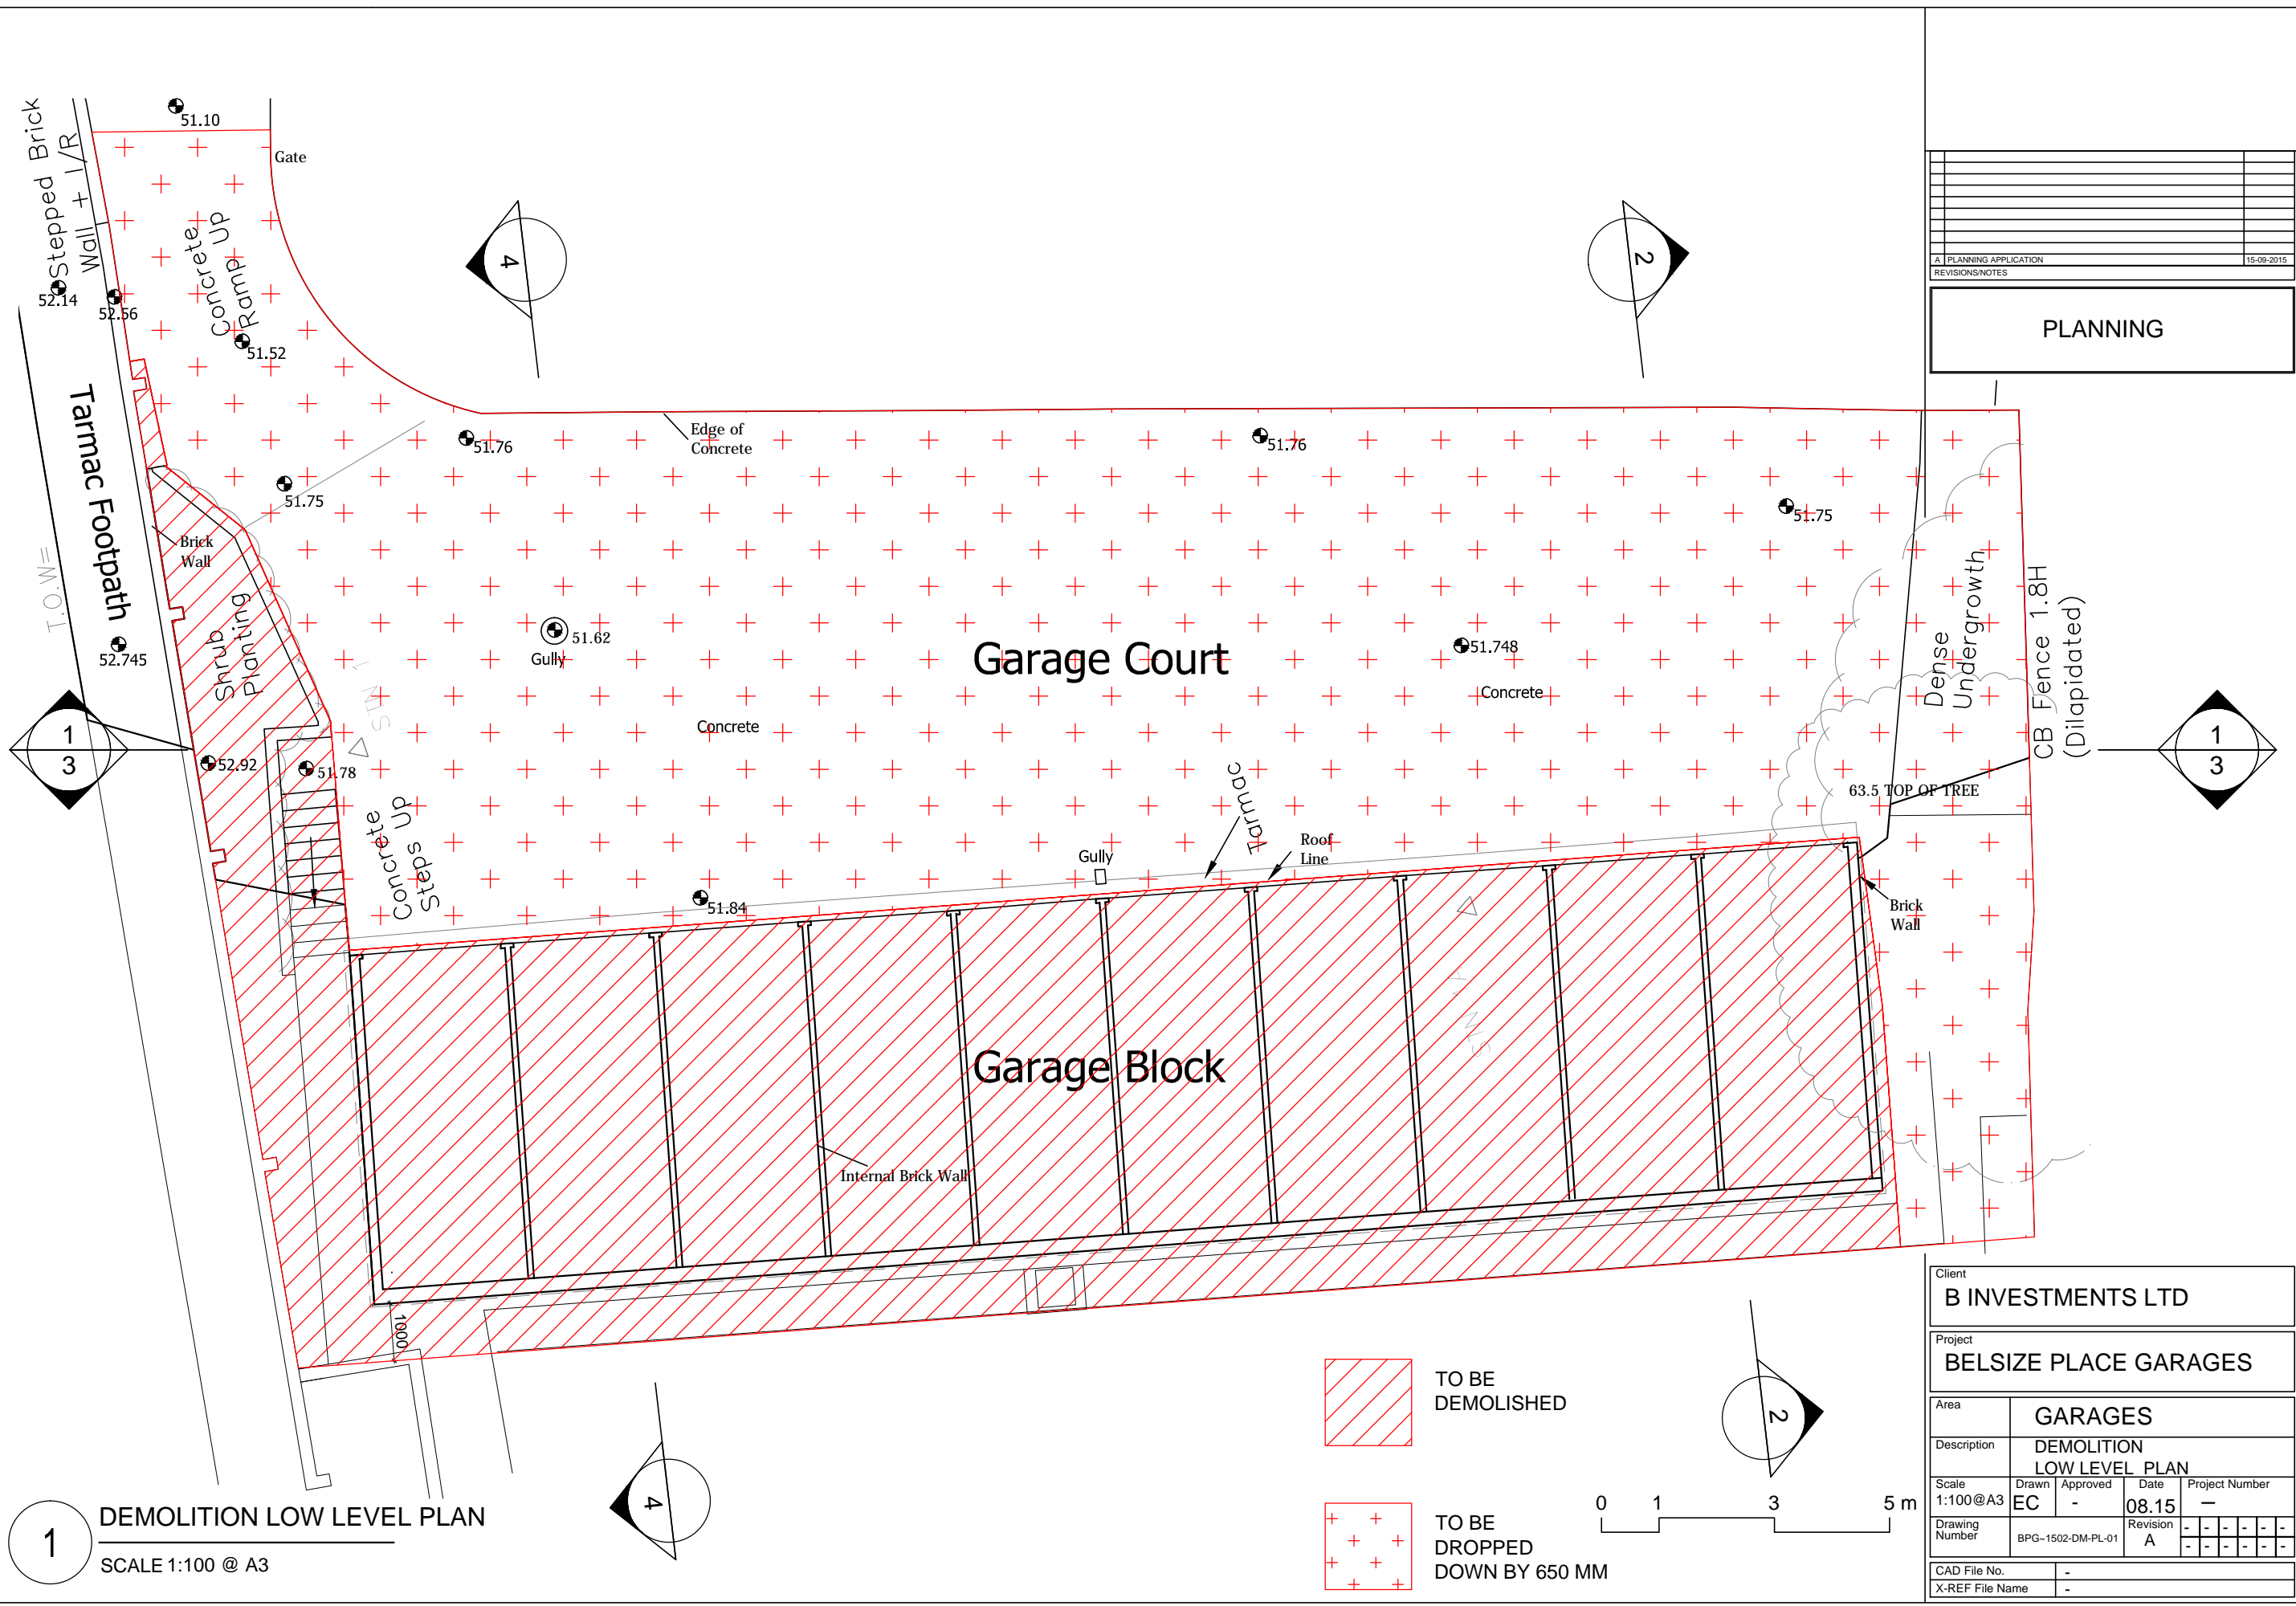 51.10
Gate
Stepped Brick
Wall + I/R
52.14
52.56
Concrete
Ramp Up
51.52
4
2
Tarmac Footpath
T.O.W=
52.745
51.76
Edge of
Concrete
51.76
51.75
51.75
Brick
Wall
Shrub
Planting
51.62
Gully
Garage Court
51.748
Concrete
Concrete
Dense
Undergrowth
CB Fence 1.8H
(Dilapidated)
1
3
1
3
52.92
51.78
Concrete
Steps Up
63.5 TOP OF TREE
Tarmac
Roof
Line
Gully
51.84
Brick
Wall
Garage Block
Internal Brick Wall
1000
4
2
TO BE
DEMOLISHED
TO BE
DROPPED
DOWN BY 650 MM
0 1 3 5 m
1
DEMOLITION LOW LEVEL PLAN
SCALE 1:100 @ A3
A PLANNING APPLICATION 15-09-2015
REVISIONS/NOTES
PLANNING
Client
B INVESTMENTS LTD
Project
BELSIZE PLACE GARAGES
Area
GARAGES
Description
DEMOLITION
LOW LEVEL PLAN
Scale Drawn Approved Date Project Number
1:100@A3 EC - 08.15 —
Drawing
Number
BPG~1502-DM-PL-01
Revision
A
- - - - - -
- - - - - -
CAD File No. -
X-REF File Name -